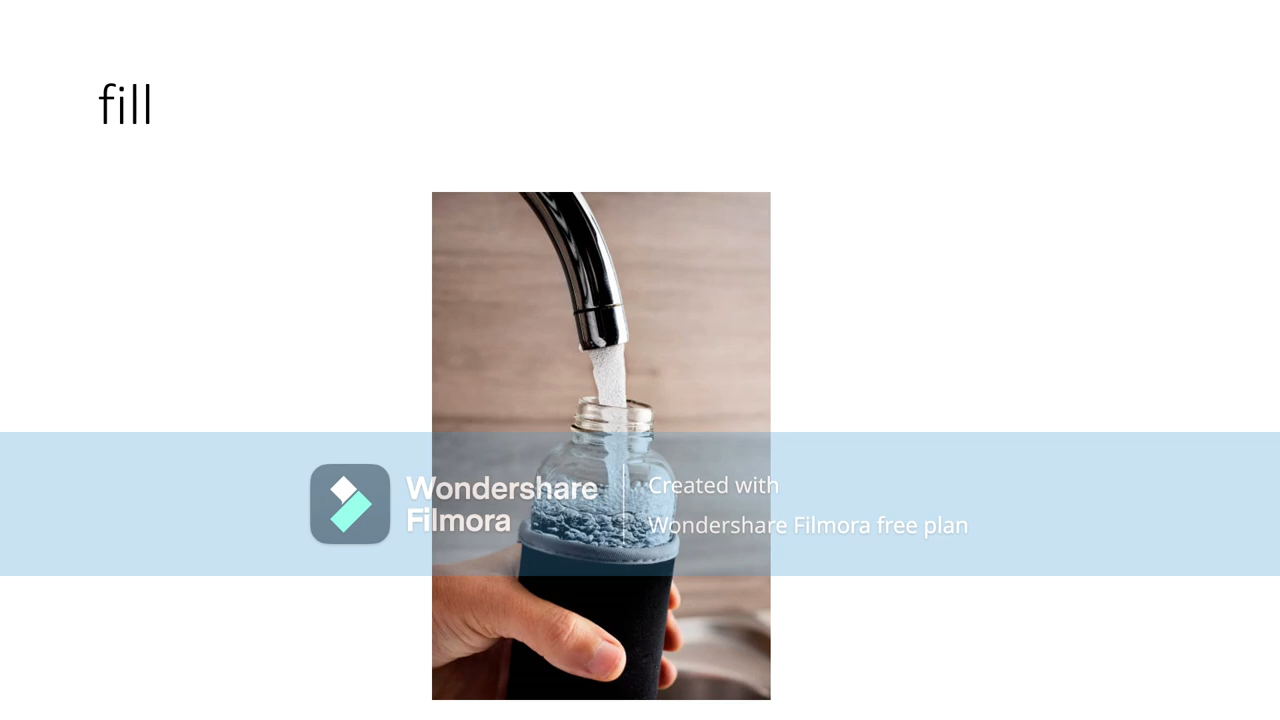 fill
Wondershare
Filmora
Created with
Wondershare Filmora free plan